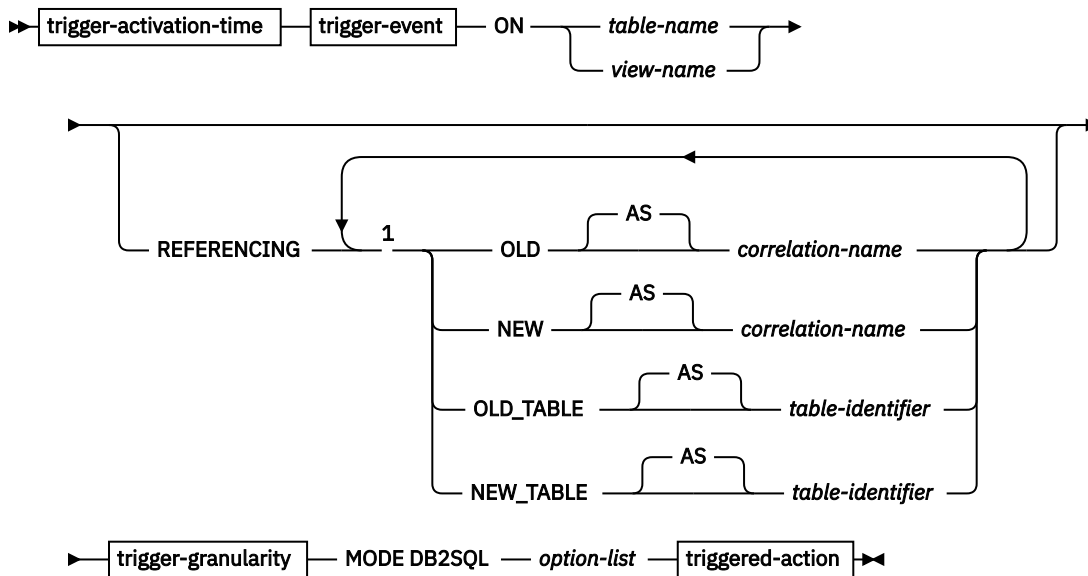 trigger-activation-time trigger-event ON table-name
view-name
AS
REFERENCING 1 OLD correlation-name
AS
NEW correlation-name
AS
OLD_TABLE table-identifier
AS
NEW_TABLE table-identifier
trigger-granularity MODE DB2SQL option-list triggered-action